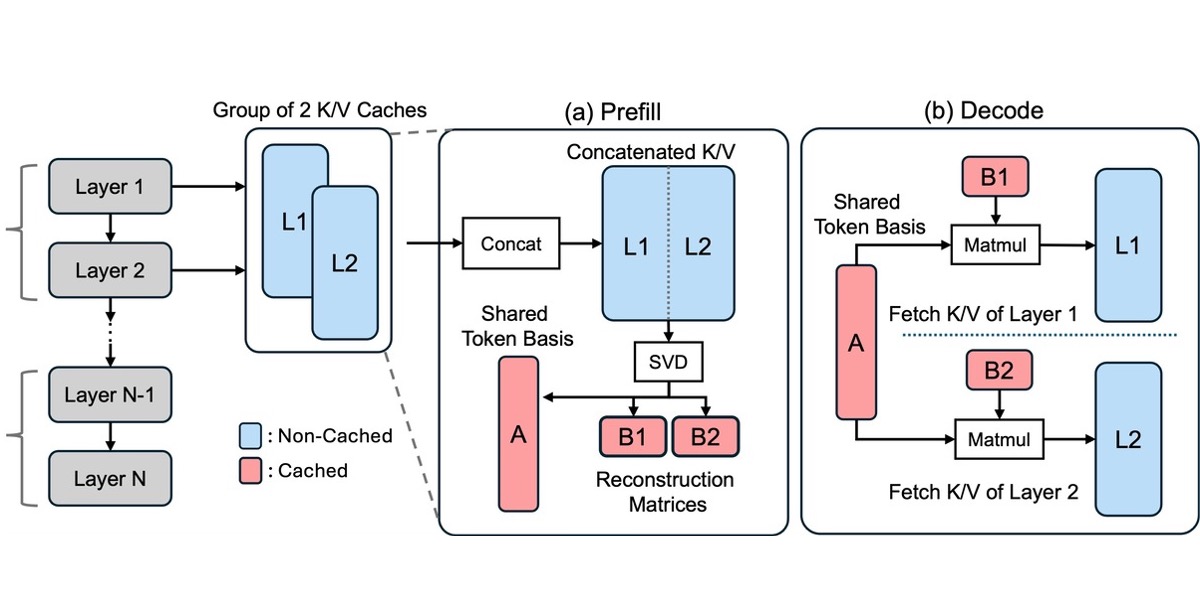 Group of 2 K/V Caches
Layer 1
Layer 2
Layer N-1
Layer N
L1
L2
: Non-Cached
: Cached
(a) Prefill
Concatenated K/V
Concat
L1
L2
Shared
Token Basis
SVD
A
B1
B2
Reconstruction
Matrices
(b) Decode
B1
Shared
Token Basis
Matmul
L1
Fetch K/V of Layer 1
A
B2
Matmul
L2
Fetch K/V of Layer 2